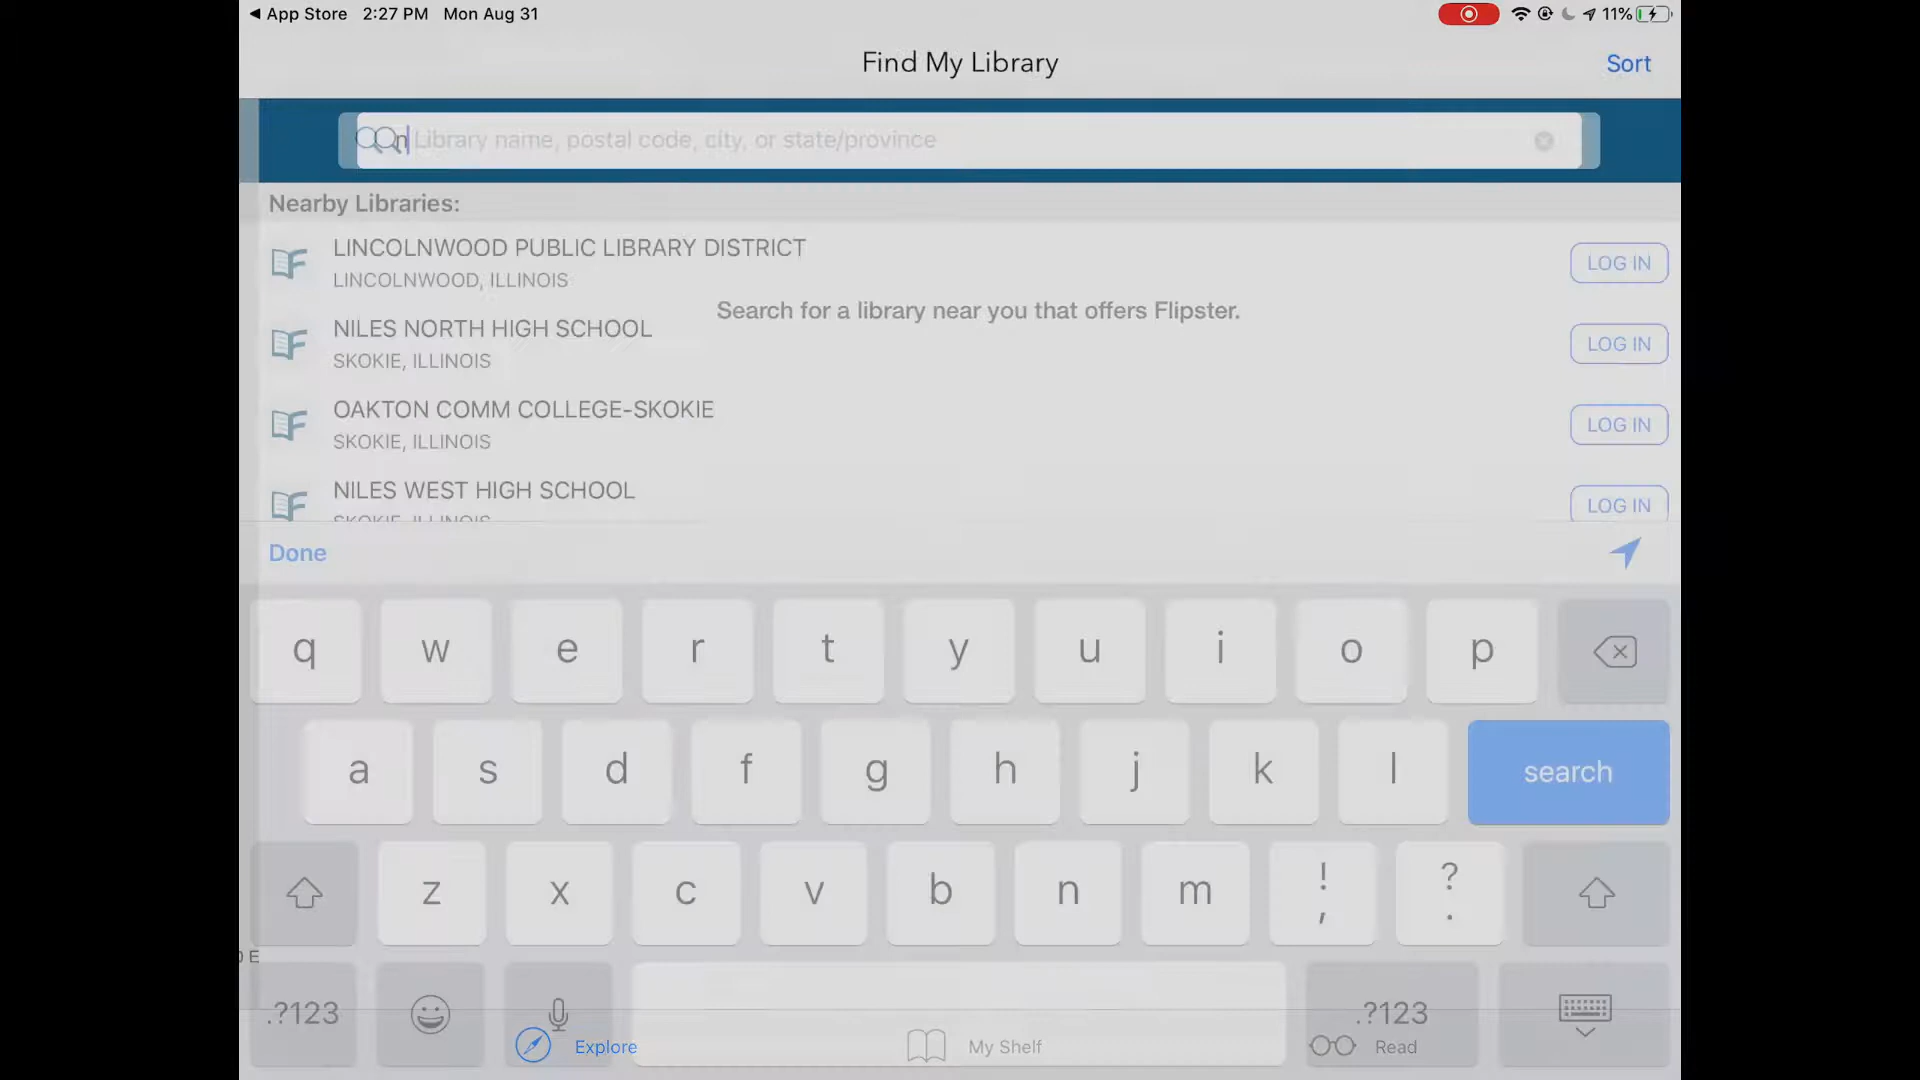 App Store 2:27 PM Mon Aug 31
11%
Find My Library
Sort
n Library name, postal code, city, or state/province
Nearby Libraries:
LINCOLNWOOD PUBLIC LIBRARY DISTRICT
LINCOLNWOOD, ILLINOIS
LOG IN
Search for a library near you that offers Flipster.
NILES NORTH HIGH SCHOOL
SKOKIE, ILLINOIS
LOG IN
OAKTON COMM COLLEGE-SKOKIE
SKOKIE, ILLINOIS
LOG IN
NILES WEST HIGH SCHOOL
SKOKIE, ILLINOIS
LOG IN
Done
q w e r t y u i o p
a s d f g h j k l search
z x c v b n m ! , ? .
D E
.?123 .?123
Explore My Shelf Read